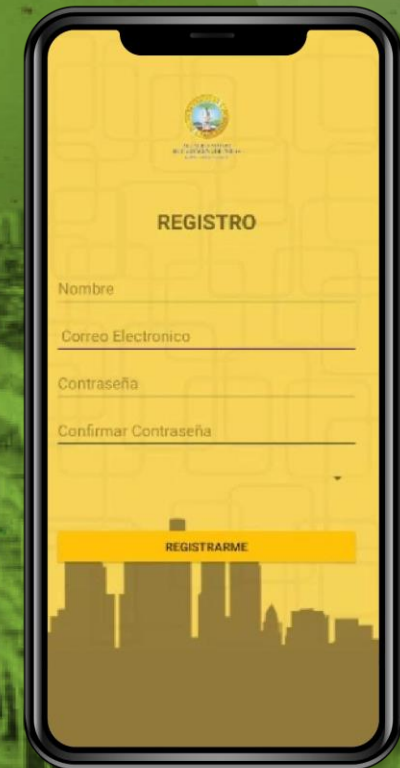 REGISTRO
Nombre
Correo Electronico
Contraseña
Confirmar Contraseña
REGISTRARME